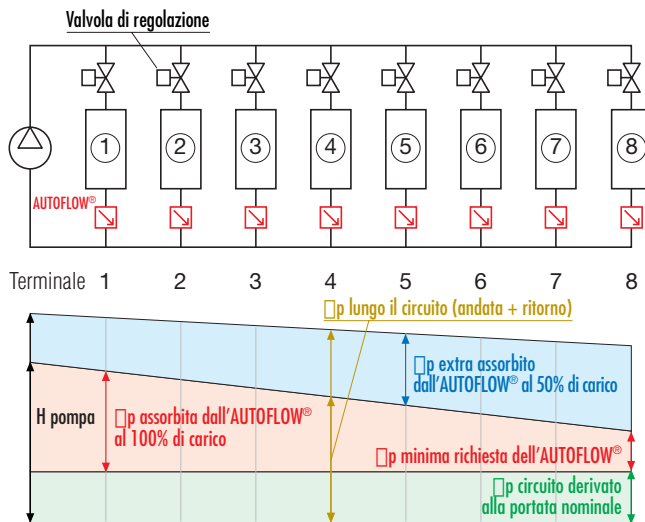 Valvola di regolazione
1 2 3 4 5 6 7 8
AUTOFLOW®
Terminale 1 2 3 4 5 6 7 8
□p lungo il circuito (andata + ritorno)
□p extra assorbito
dall'AUTOFLOW® al 50% di carico
H pompa
□p assorbita dall'AUTOFLOW®
al 100% di carico
□p minima richiesta dell'AUTOFLOW®
□p circuito derivato
alla portata nominale